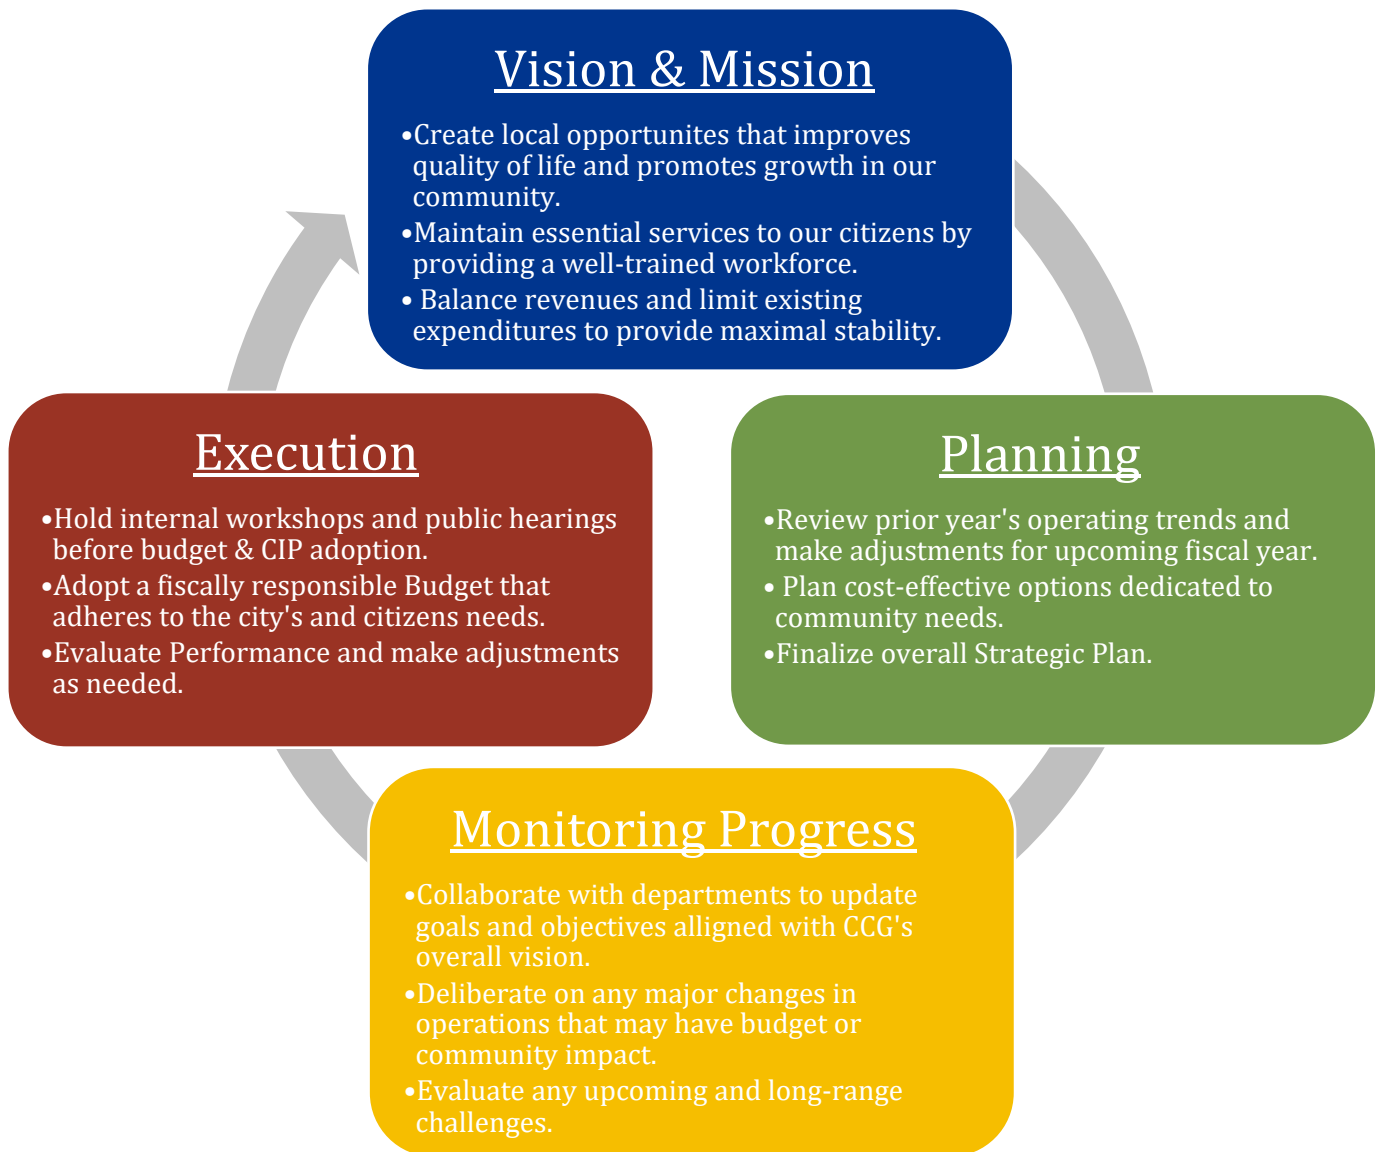 Vision & Mission
•Create local opportunites that improves
quality of life and promotes growth in our
community.
•Maintain essential services to our citizens by
providing a well-trained workforce.
• Balance revenues and limit existing
expenditures to provide maximal stability.
Planning
•Review prior year's operating trends and
make adjustments for upcoming fiscal year.
• Plan cost-effective options dedicated to
community needs.
•Finalize overall Strategic Plan.
Monitoring Progress
•Collaborate with departments to update
goals and objectives alligned with CCG's
overall vision.
•Deliberate on any major changes in
operations that may have budget or
community impact.
•Evaluate any upcoming and long-range
challenges.
Execution
•Hold internal workshops and public hearings
before budget & CIP adoption.
•Adopt a fiscally responsible Budget that
adheres to the city's and citizens needs.
•Evaluate Performance and make adjustments
as needed.